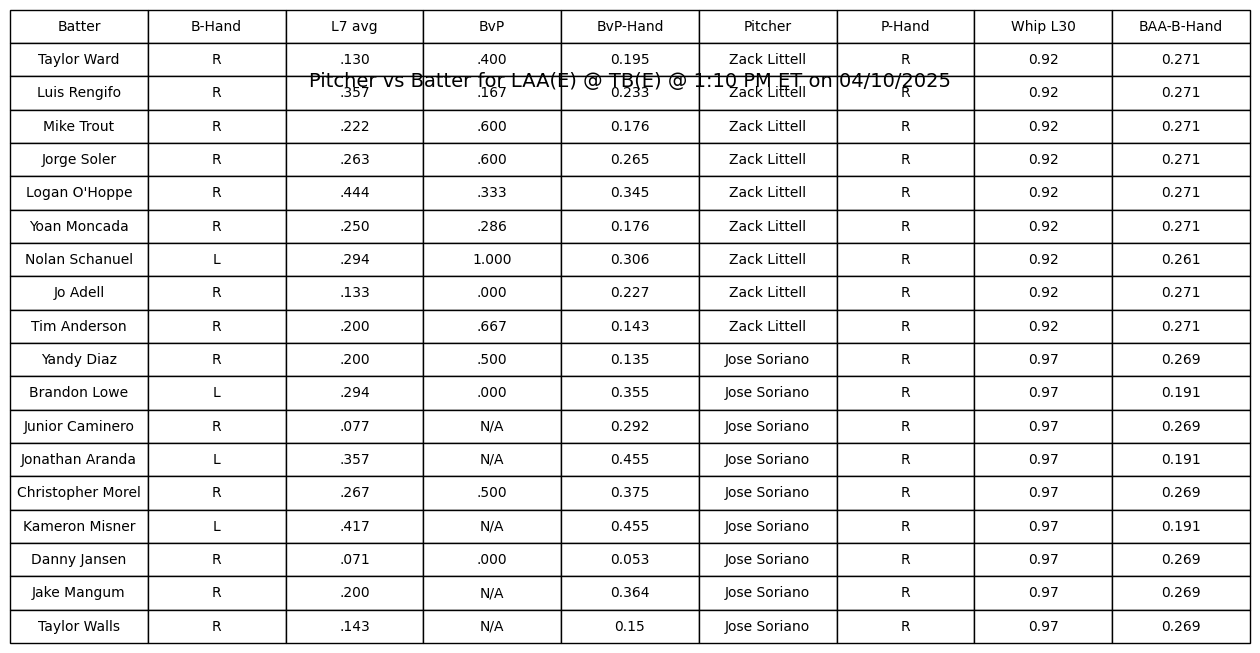 Batter B-Hand L7 avg BvP BvP-Hand Pitcher P-Hand Whip L30 BAA-B-Hand
Taylor Ward R .130 .400 0.195 Zack Littell R 0.92 0.271
Pitcher vs Batter for LAA(E) @ TB(E) @ 1:10 PM ET on 04/10/2025
Luis Rengifo R .357 .167 0.233 Zack Littell R 0.92 0.271
Mike Trout R .222 .600 0.176 Zack Littell R 0.92 0.271
Jorge Soler R .263 .600 0.265 Zack Littell R 0.92 0.271
Logan O'Hoppe R .444 .333 0.345 Zack Littell R 0.92 0.271
Yoan Moncada R .250 .286 0.176 Zack Littell R 0.92 0.271
Nolan Schanuel L .294 1.000 0.306 Zack Littell R 0.92 0.261
Jo Adell R .133 .000 0.227 Zack Littell R 0.92 0.271
Tim Anderson R .200 .667 0.143 Zack Littell R 0.92 0.271
Yandy Diaz R .200 .500 0.135 Jose Soriano R 0.97 0.269
Brandon Lowe L .294 .000 0.355 Jose Soriano R 0.97 0.191
Junior Caminero R .077 N/A 0.292 Jose Soriano R 0.97 0.269
Jonathan Aranda L .357 N/A 0.455 Jose Soriano R 0.97 0.191
Christopher Morel R .267 .500 0.375 Jose Soriano R 0.97 0.269
Kameron Misner L .417 N/A 0.455 Jose Soriano R 0.97 0.191
Danny Jansen R .071 .000 0.053 Jose Soriano R 0.97 0.269
Jake Mangum R .200 N/A 0.364 Jose Soriano R 0.97 0.269
Taylor Walls R .143 N/A 0.15 Jose Soriano R 0.97 0.269